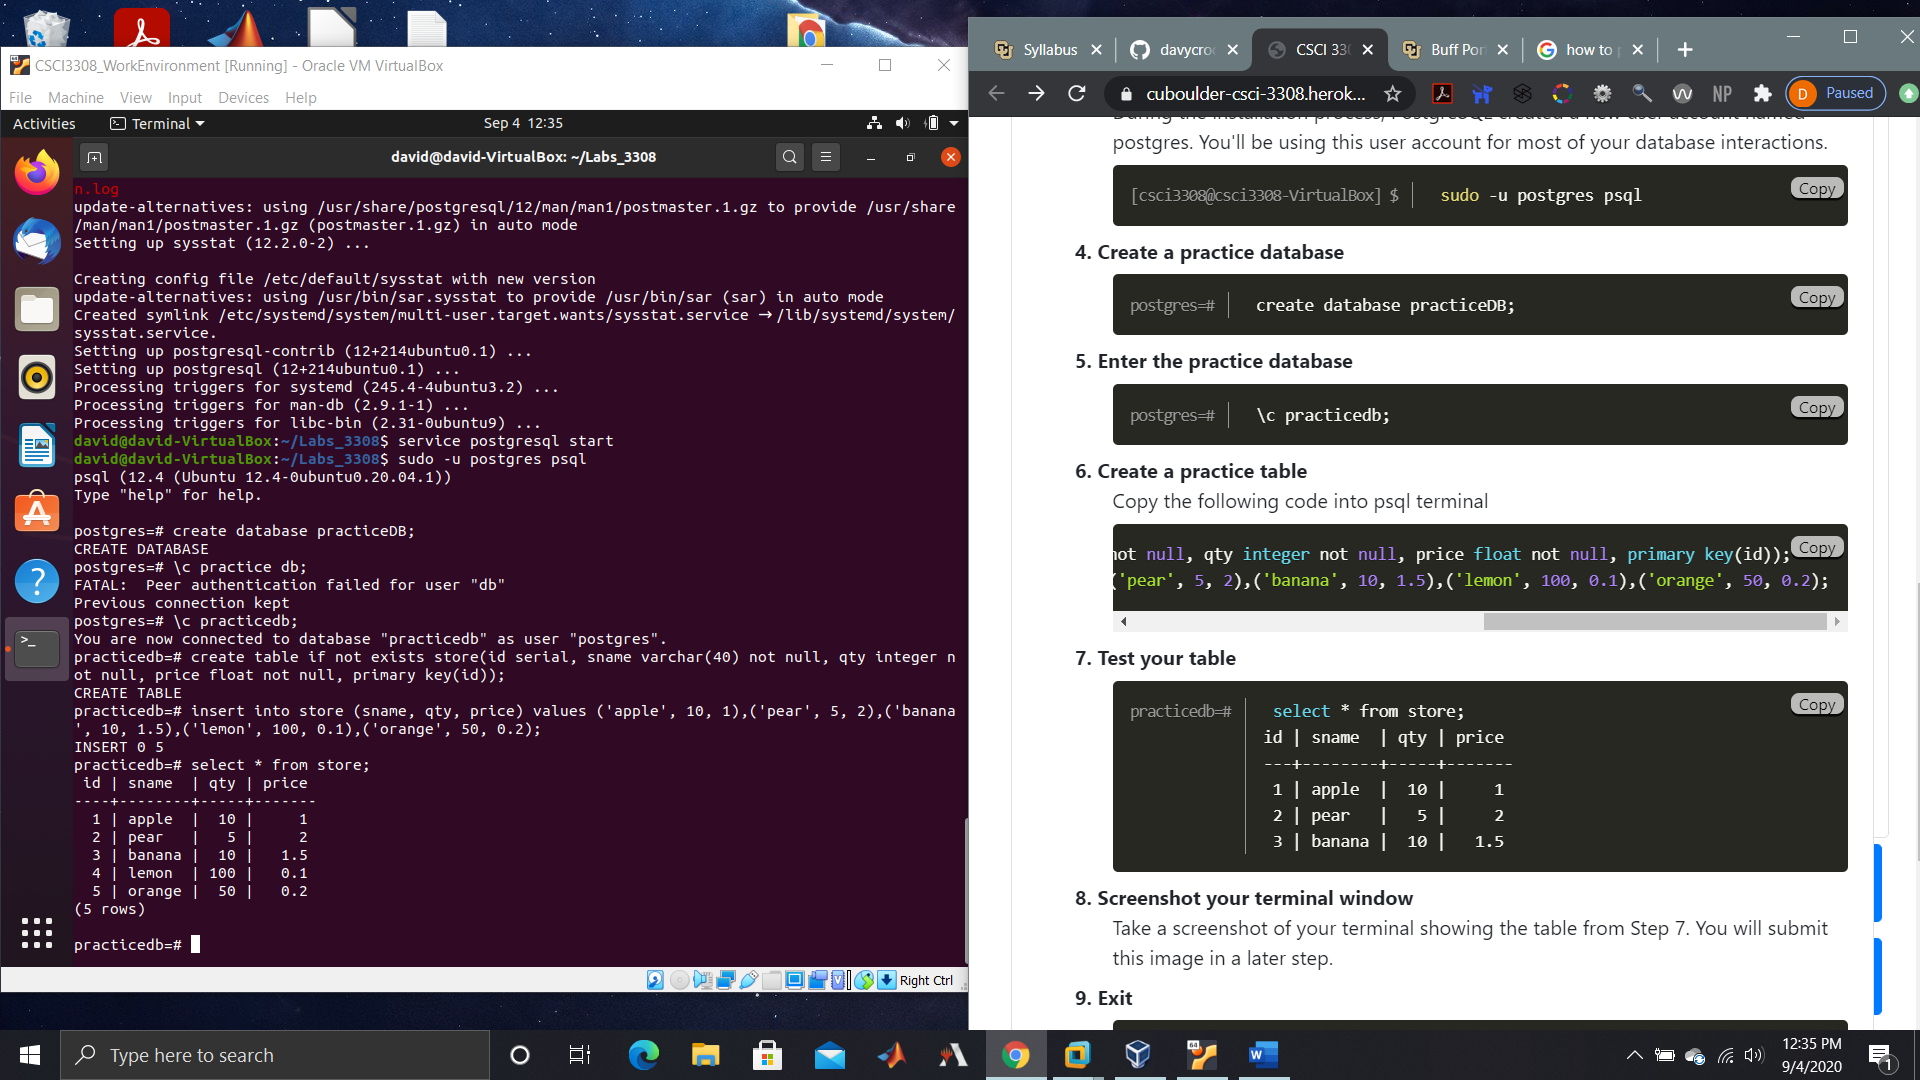 CSCI3308_WorkEnvironment [Running] - Oracle VM VirtualBox
File Machine View Input Devices Help
Activities Terminal Sep 4 12:35
david@david-VirtualBox: ~/Labs_3308
n.log
update-alternatives: using /usr/share/postgresql/12/man/man1/postmaster.1.gz to provide /usr/share
/man/man1/postmaster.1.gz (postmaster.1.gz) in auto mode
Setting up sysstat (12.2.0-2) ...
Creating config file /etc/default/sysstat with new version
update-alternatives: using /usr/bin/sar.sysstat to provide /usr/bin/sar (sar) in auto mode
Created symlink /etc/systemd/system/multi-user.target.wants/sysstat.service → /lib/systemd/system/
sysstat.service.
Setting up postgresql-contrib (12+214ubuntu0.1) ...
Setting up postgresql (12+214ubuntu0.1) ...
Processing triggers for systemd (245.4-4ubuntu3.2) ...
Processing triggers for man-db (2.9.1-1) ...
Processing triggers for libc-bin (2.31-0ubuntu9) ...
david@david-VirtualBox:~/Labs_3308$ service postgresql start
david@david-VirtualBox:~/Labs_3308$ sudo -u postgres psql
psql (12.4 (Ubuntu 12.4-0ubuntu0.20.04.1))
Type "help" for help.
postgres=# create database practiceDB;
CREATE DATABASE
postgres=# \c practice db;
FATAL:  Peer authentication failed for user "db"
Previous connection kept
postgres=# \c practicedb;
You are now connected to database "practicedb" as user "postgres".
practicedb=# create table if not exists store(id serial, sname varchar(40) not null, qty integer n
ot null, price float not null, primary key(id));
CREATE TABLE
practicedb=# insert into store (sname, qty, price) values ('apple', 10, 1),('pear', 5, 2),('banana
', 10, 1.5),('lemon', 100, 0.1),('orange', 50, 0.2);
INSERT 0 5
practicedb=# select * from store;
 id | sname  | qty | price
----+--------+-----+-------
  1 | apple  |  10 |     1
  2 | pear   |   5 |     2
  3 | banana |  10 |   1.5
  4 | lemon  | 100 |   0.1
  5 | orange |  50 |   0.2
(5 rows)
practicedb=#
Right Ctrl
Syllabus davycro CSCI 33 Buff Por how to
cuboulder-csci-3308.herok... NP D Paused
During the installation process, PostgreSQL created a new user account named
postgres. You'll be using this user account for most of your database interactions.
[csci3308@csci3308-VirtualBox] $ sudo -u postgres psql Copy
4. Create a practice database
postgres=# create database practiceDB; Copy
5. Enter the practice database
postgres=# \c practicedb; Copy
6. Create a practice table
Copy the following code into psql terminal
not null, qty integer not null, price float not null, primary key(id)); Copy
('pear', 5, 2),('banana', 10, 1.5),('lemon', 100, 0.1),('orange', 50, 0.2);
7. Test your table
practicedb=# select * from store; Copy
id | sname  | qty | price
---+--------+-----+-------
 1 | apple  |  10 |     1
 2 | pear   |   5 |     2
 3 | banana |  10 |   1.5
8. Screenshot your terminal window
Take a screenshot of your terminal showing the table from Step 7. You will submit
this image in a later step.
9. Exit
Type here to search
64
12:35 PM
9/4/2020
1